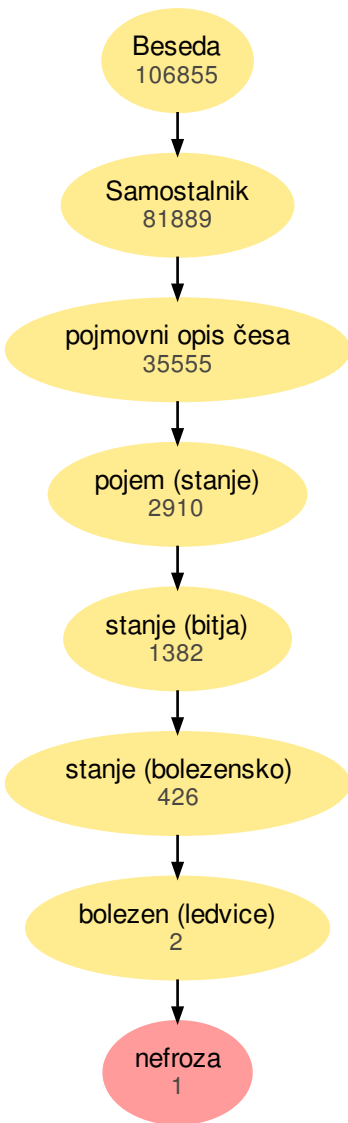 Beseda
106855
Samostalnik
81889
pojmovni opis česa
35555
pojem (stanje)
2910
stanje (bitja)
1382
stanje (bolezensko)
426
bolezen (ledvice)
2
nefroza
1